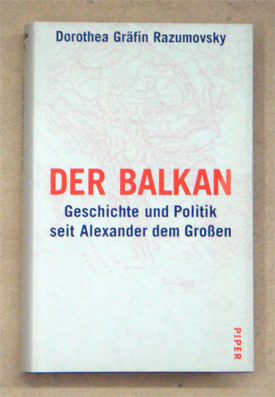 Dorothea Gräfin Razumovsky
DER BALKAN
Geschichte und Politik
seit Alexander dem Großen
PIPER